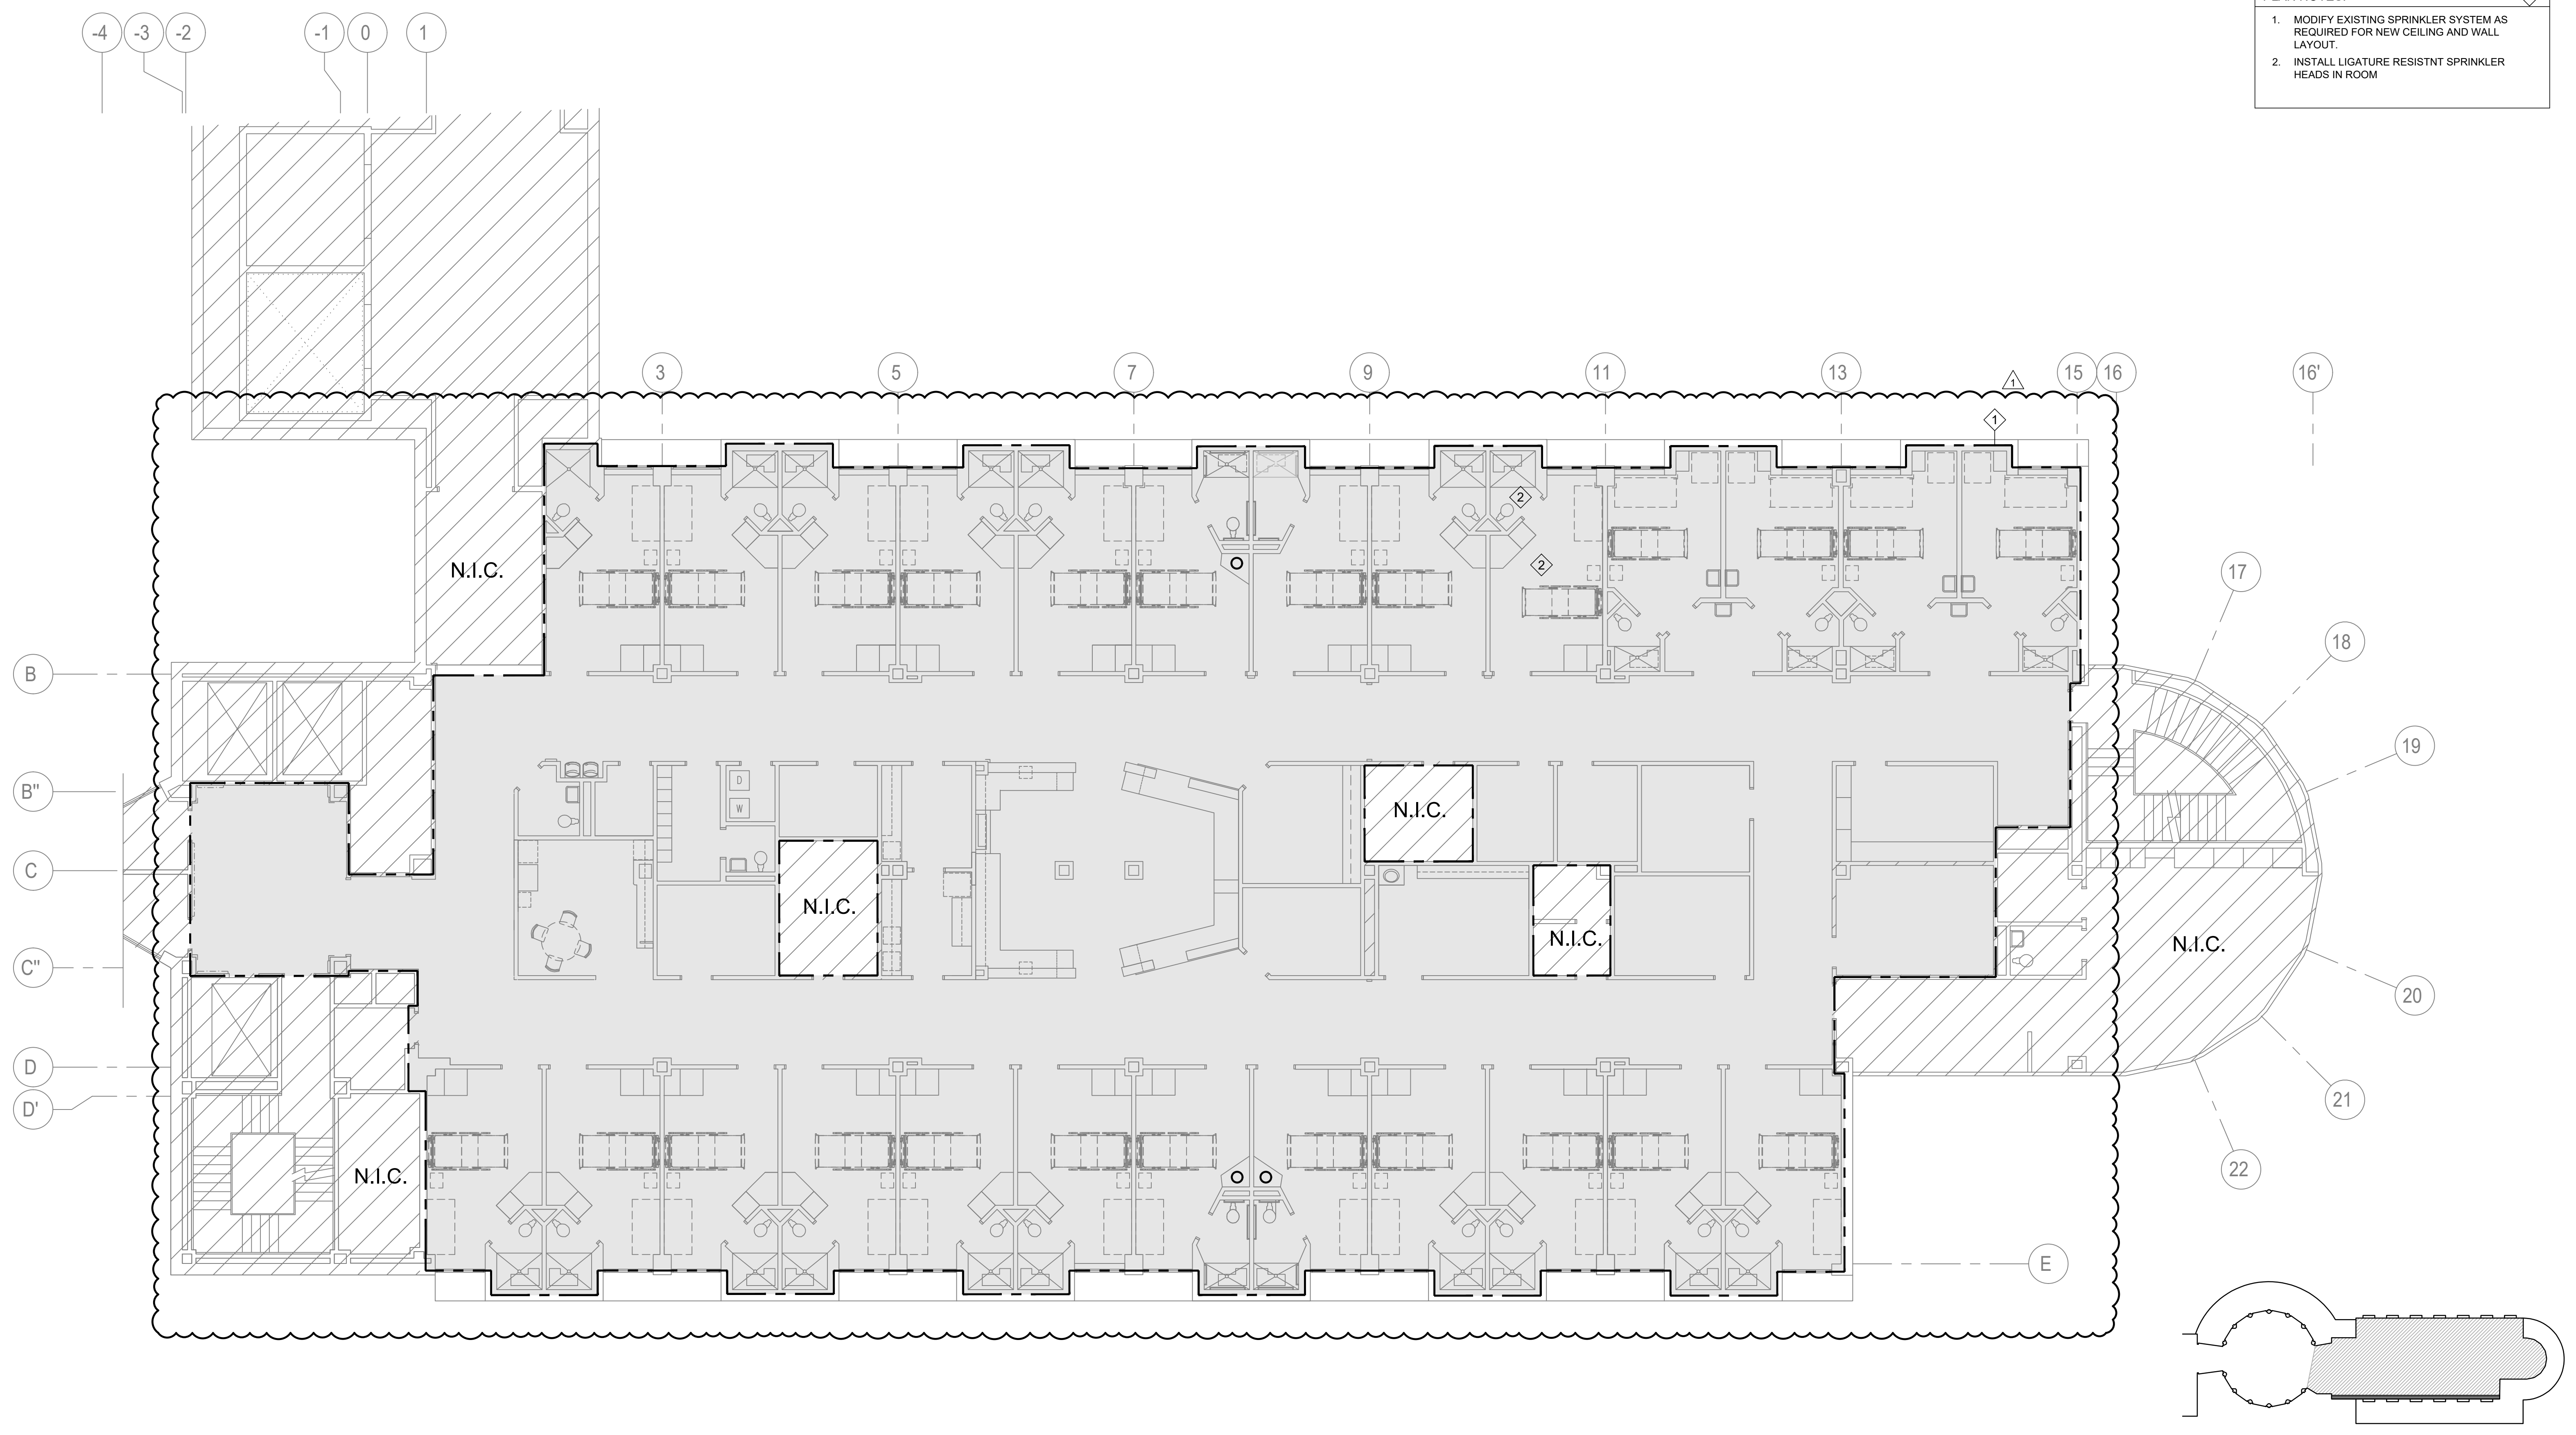 -4 -3 -2 -1 0 1
1. MODIFY EXISTING SPRINKLER SYSTEM AS
REQUIRED FOR NEW CEILING AND WALL
LAYOUT.
2. INSTALL LIGATURE RESISTNT SPRINKLER
HEADS IN ROOM
3 5 7 9 11 13 15 16 16'
1
1
2
2
N.I.C.
17
18
19
B
B"
C
C"
D
D'
D
W
N.I.C.
N.I.C.
N.I.C.
N.I.C.
N.I.C.
20
21
22
E